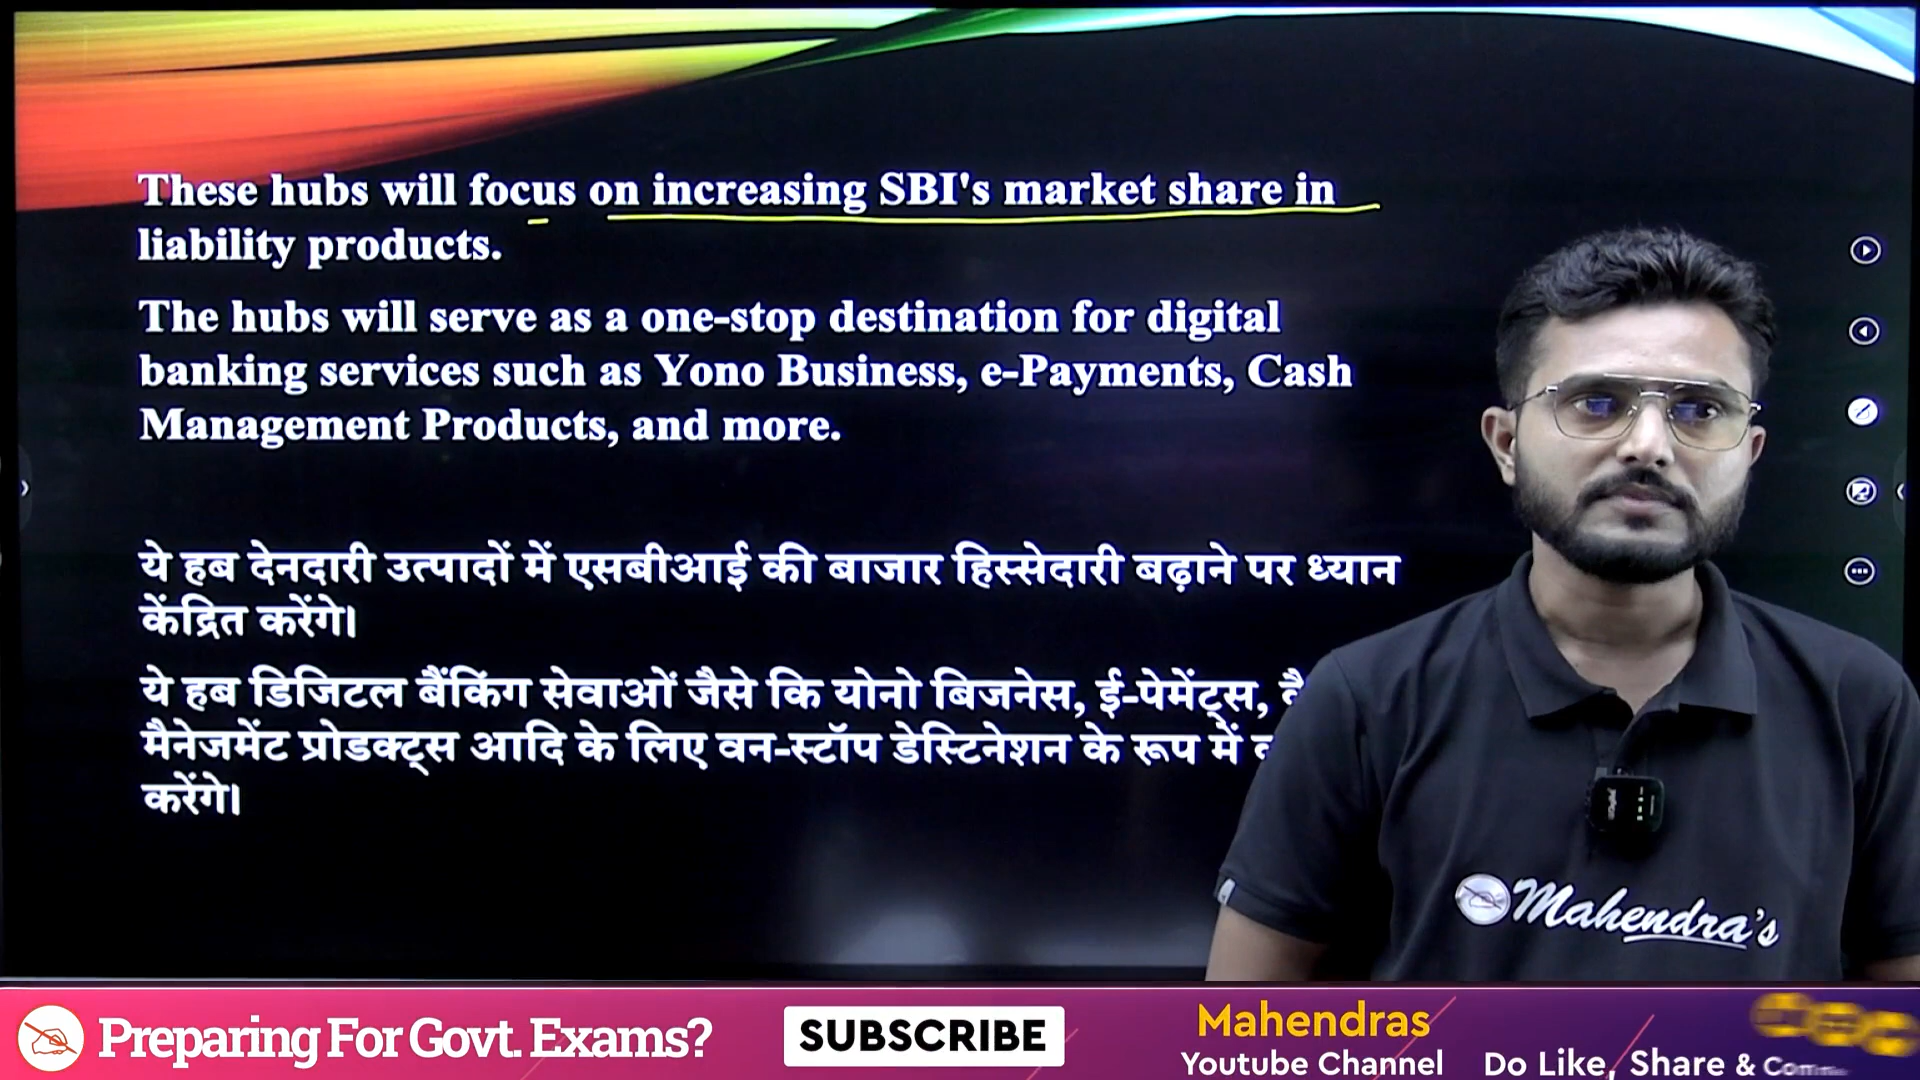 These hubs will focus on increasing SBI's market share in
liability products.
The hubs will serve as a one-stop destination for digital
banking services such as Yono Business, e-Payments, Cash
Management Products, and more.
ये हब देनदारी उत्पादों में एसबीआई की बाजार हिस्सेदारी बढ़ाने पर ध्यान
केंद्रित करेंगे।
ये हब डिजिटल बैंकिंग सेवाओं जैसे कि योनो बिजनेस, ई-पेमेंट्स,
मैनेजमेंट प्रोडक्ट्स आदि के लिए वन-स्टॉप डेस्टिनेशन के रूप में
करेंगे।
Mahendra's
Preparing For Govt. Exams?
SUBSCRIBE
Mahendras
Youtube Channel
Do Like, Share &